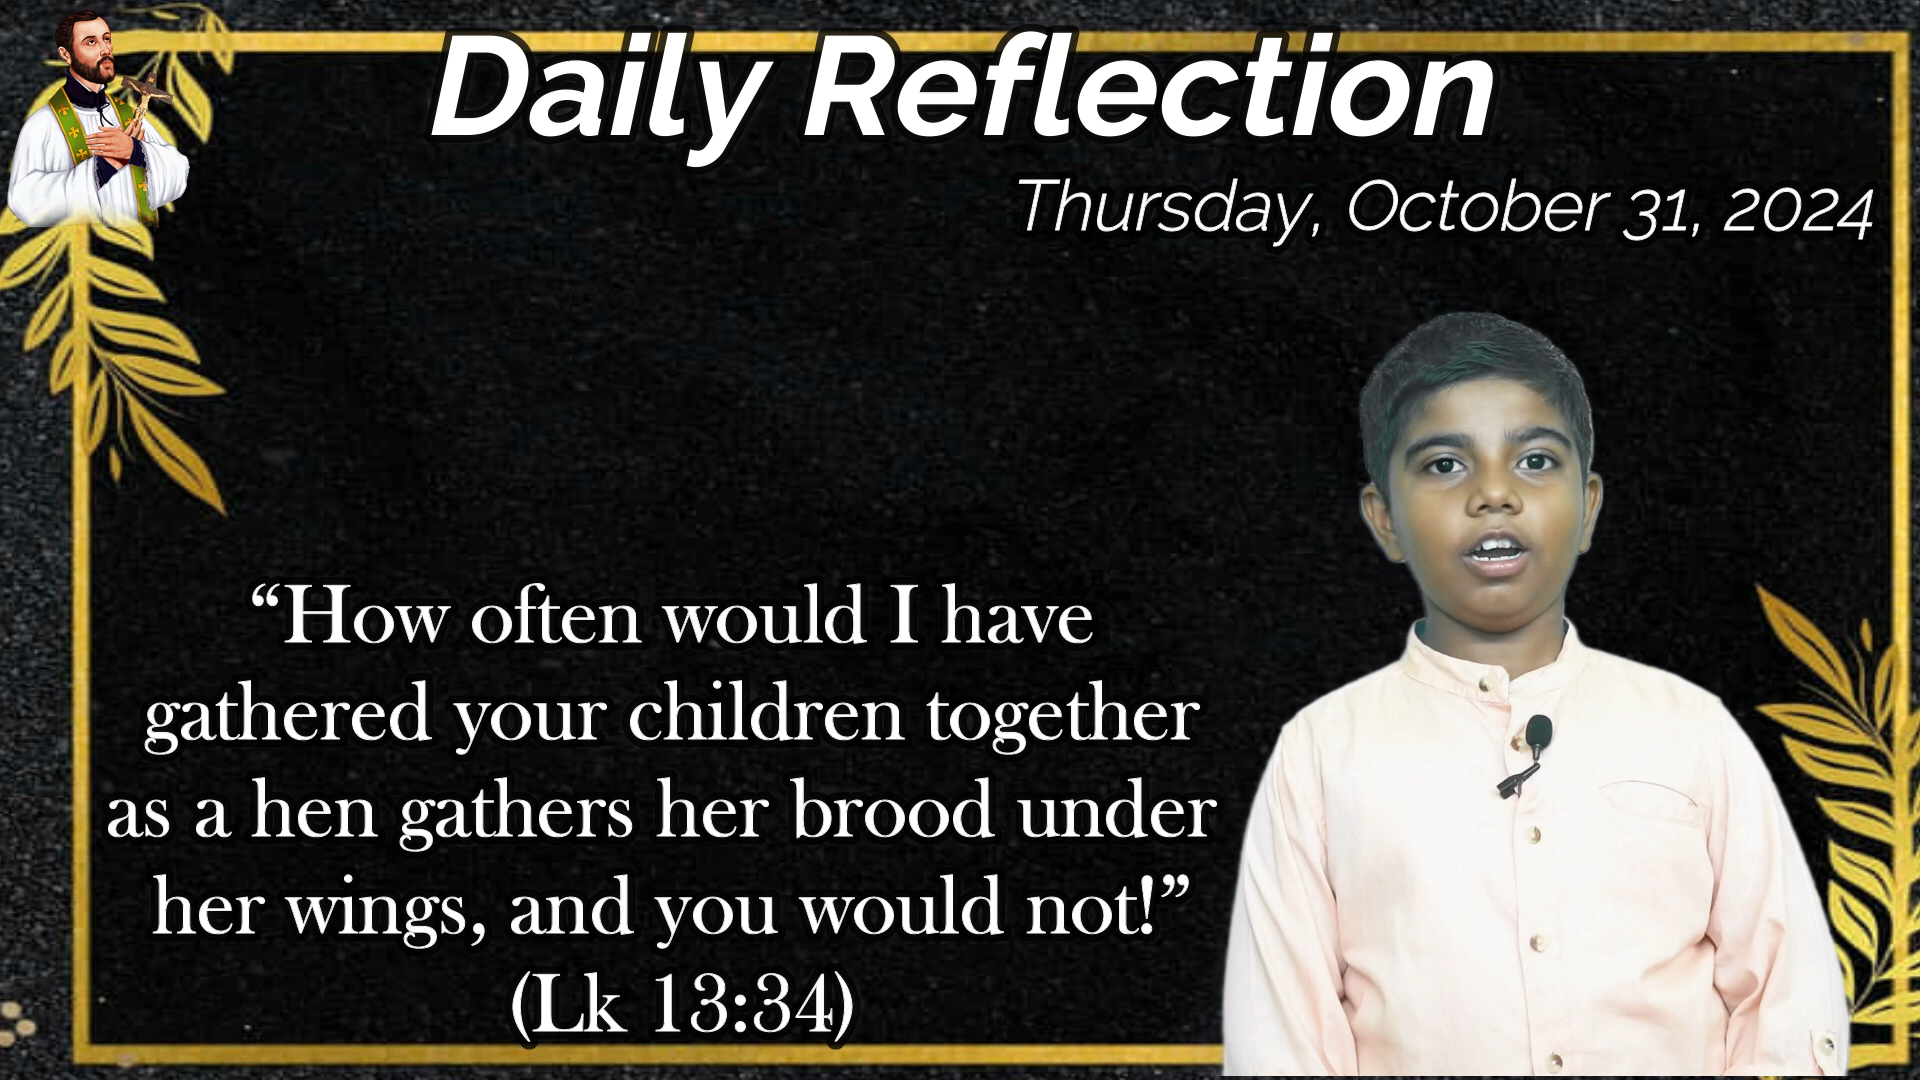 Daily Reflection
Thursday, October 31, 2024
“How often would I have
gathered your children together
as a hen gathers her brood under
her wings, and you would not!”
(Lk 13:34)